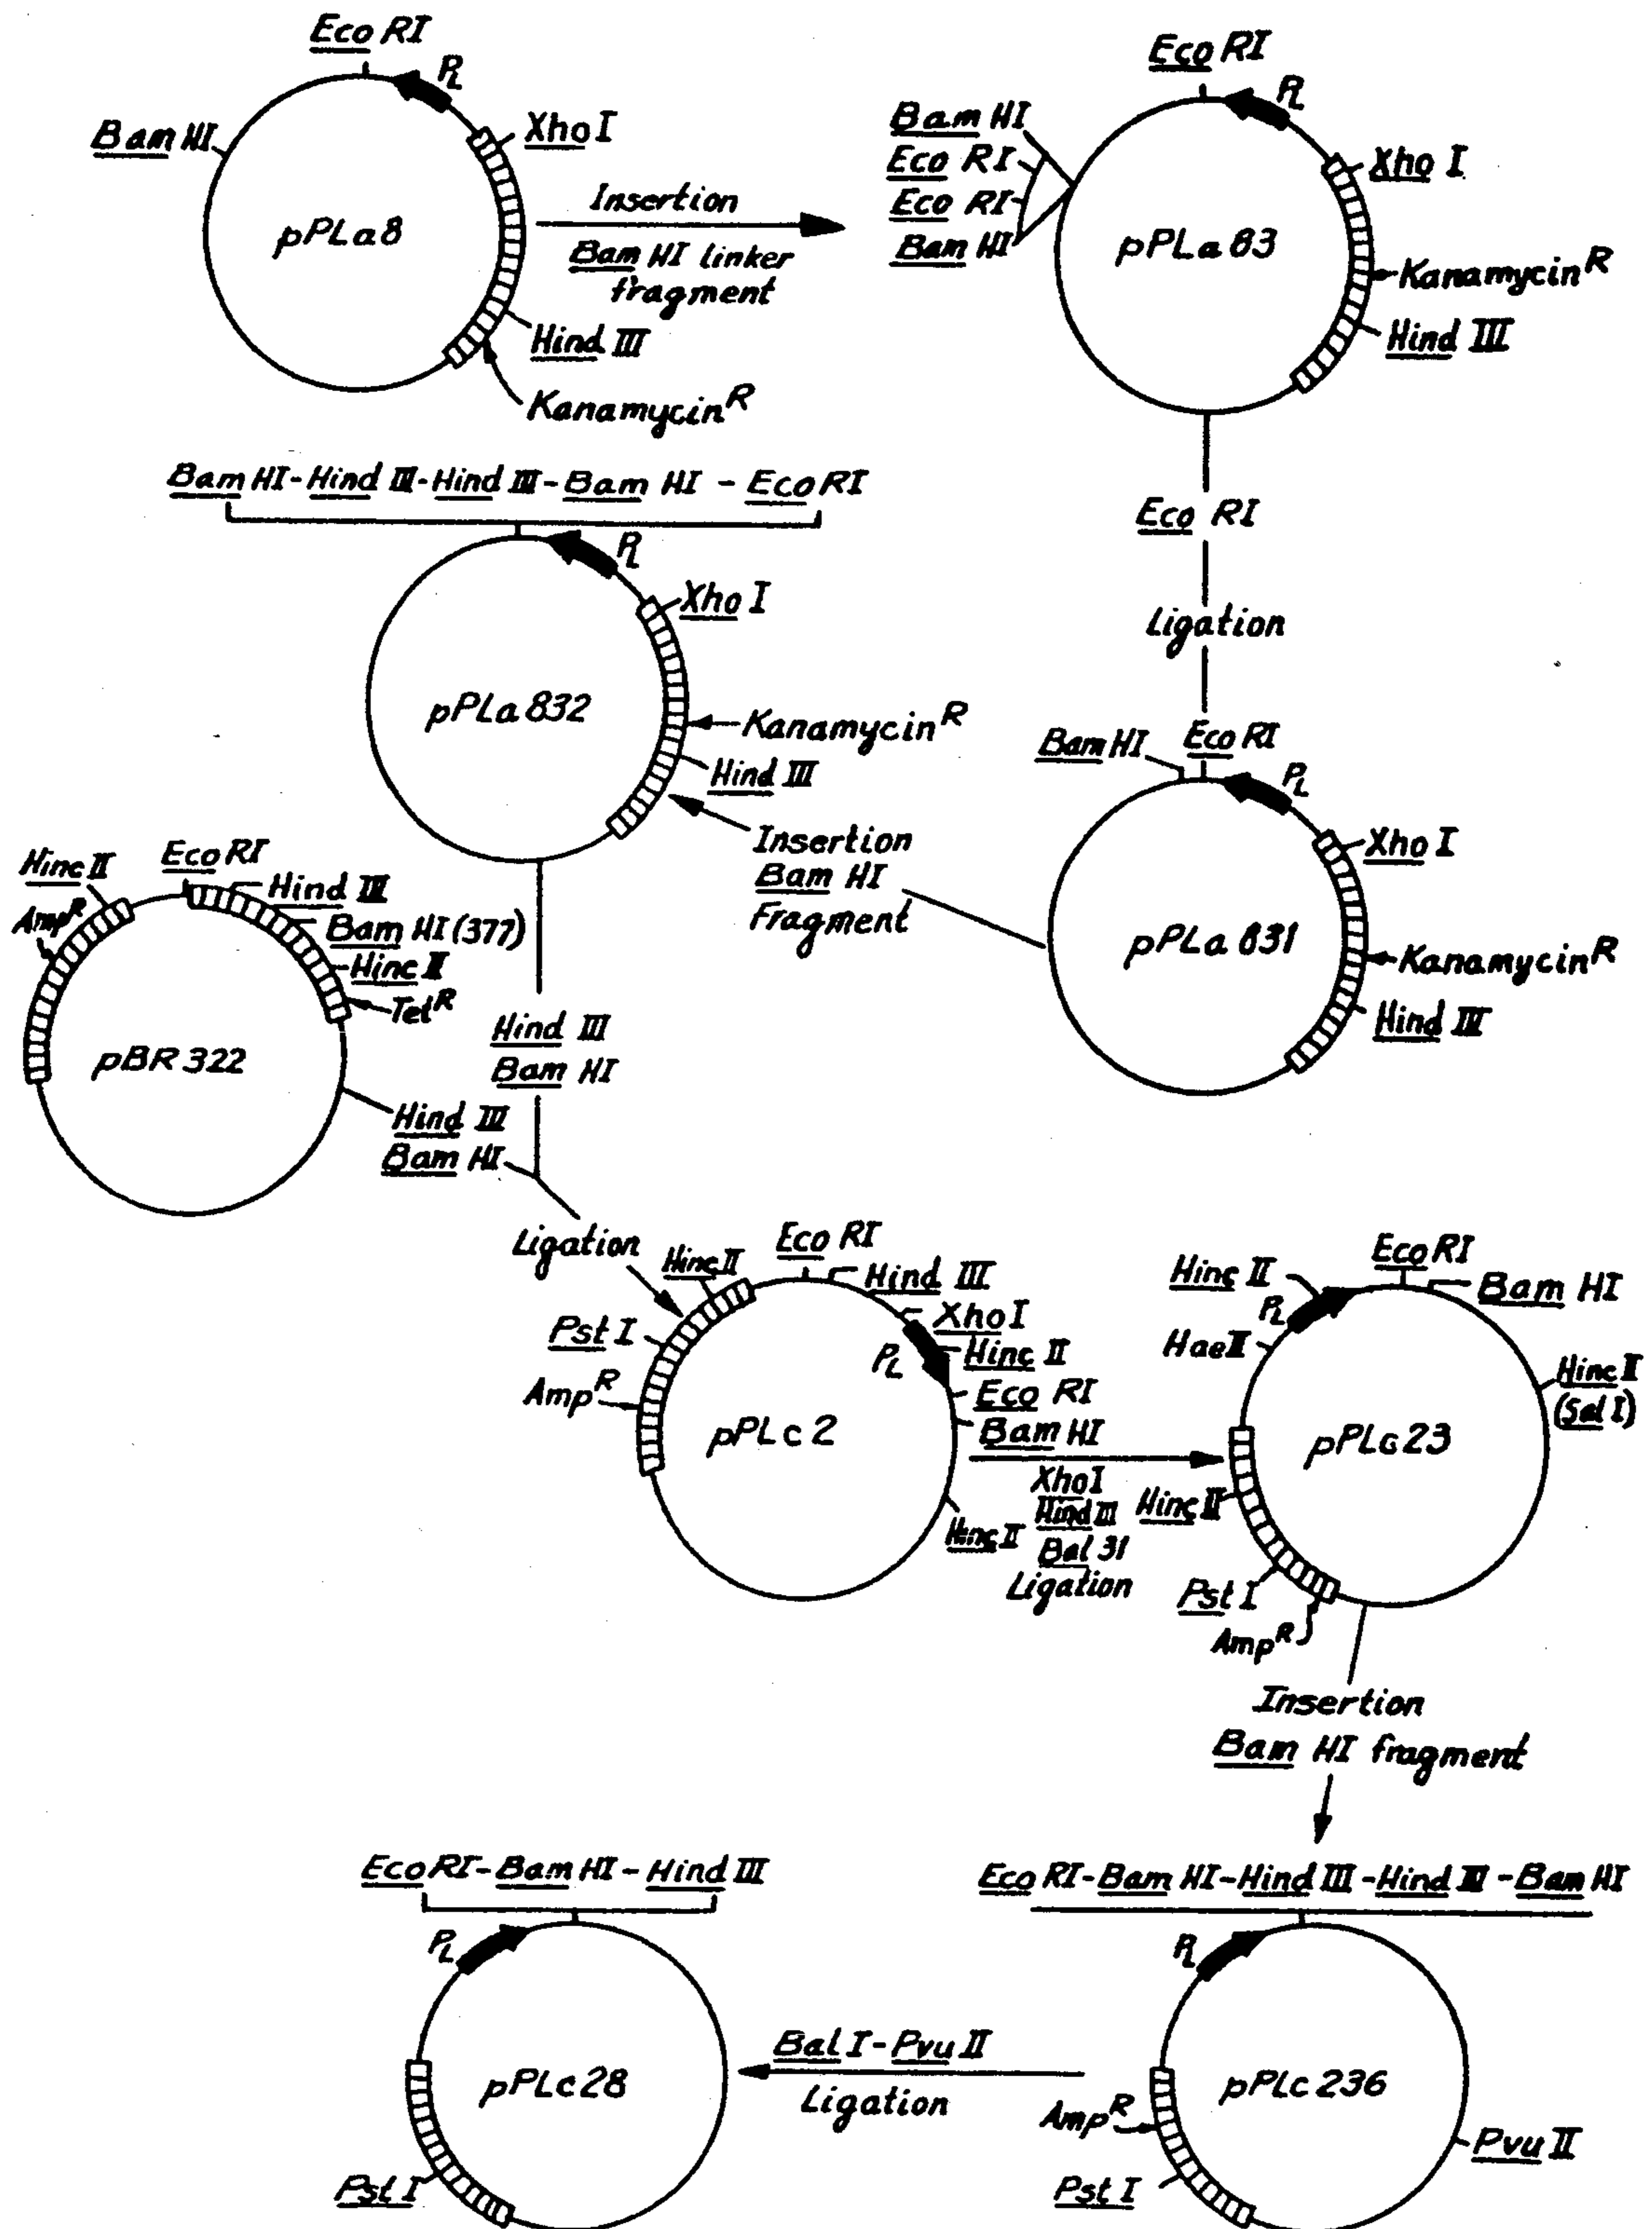 Eco RI
PL
Bam HI
XhoI
pPLa8
Hind III
Kanamycin^R
Insertion
Bam HI linker
fragment
Eco RI
PL
Bam HI
Eco RI
Eco RI
Bam HI
Xho I
pPLa83
Kanamycin^R
Hind III
Eco RI
Ligation
Bam HI-Hind III-Hind III-Bam HI - Eco RI
PL
Xho I
pPLa832
Kanamycin^R
Hind III
Insertion
Bam HI
Fragment
Bam HI
Eco RI
PL
Xho I
pPLa 831
Kanamycin^R
Hind III
Hinc II
Eco RI
Hind III
Amp^R
Bam HI (377)
Hinc II
Tet^R
pBR 322
Hind III
Bam HI
Hind III
Bam HI
Ligation
Hinc II
Eco RI
Hind III
XhoI
Pst I
PL
Hinc II
Amp^R
Eco RI
Bam HI
pPLc2
Hinc II
XhoI
Hind III
Bal 31
Ligation
Eco RI
Hinc II
Bam HI
PL
Hae II
Hinc II
(Sal I)
pPLc23
Hinc II
Pst I
Amp^R
Insertion
Bam HI fragment
Eco RI-Bam HI-Hind III
PL
pPLc28
Pst I
Bal I-Pvu II
Ligation
Eco RI-Bam HI-Hind III-Hind III-Bam HI
PL
pPLc236
Amp^R
Pvu II
Pst I